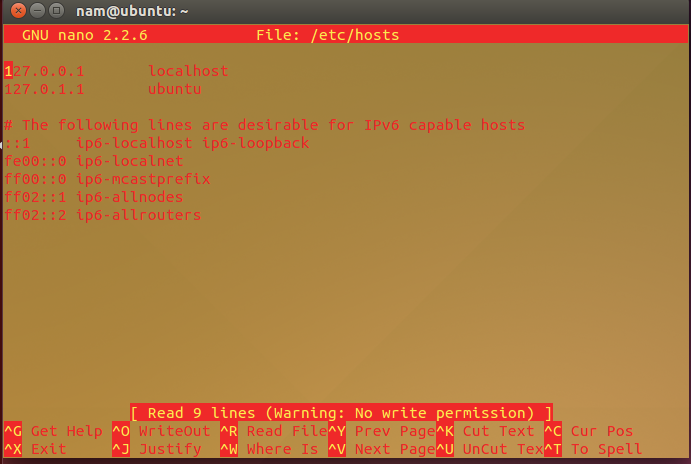 nam@ubuntu: ~
GNU nano 2.2.6 File: /etc/hosts
127.0.0.1 localhost
127.0.1.1 ubuntu
# The following lines are desirable for IPv6 capable hosts
::1 ip6-localhost ip6-loopback
fe00::0 ip6-localnet
ff00::0 ip6-mcastprefix
ff02::1 ip6-allnodes
ff02::2 ip6-allrouters
[ Read 9 lines (Warning: No write permission) ]
^G Get Help ^O WriteOut ^R Read File^Y Prev Page^K Cut Text ^C Cur Pos
^X Exit ^J Justify ^W Where Is ^V Next Page^U UnCut Tex^T To Spell